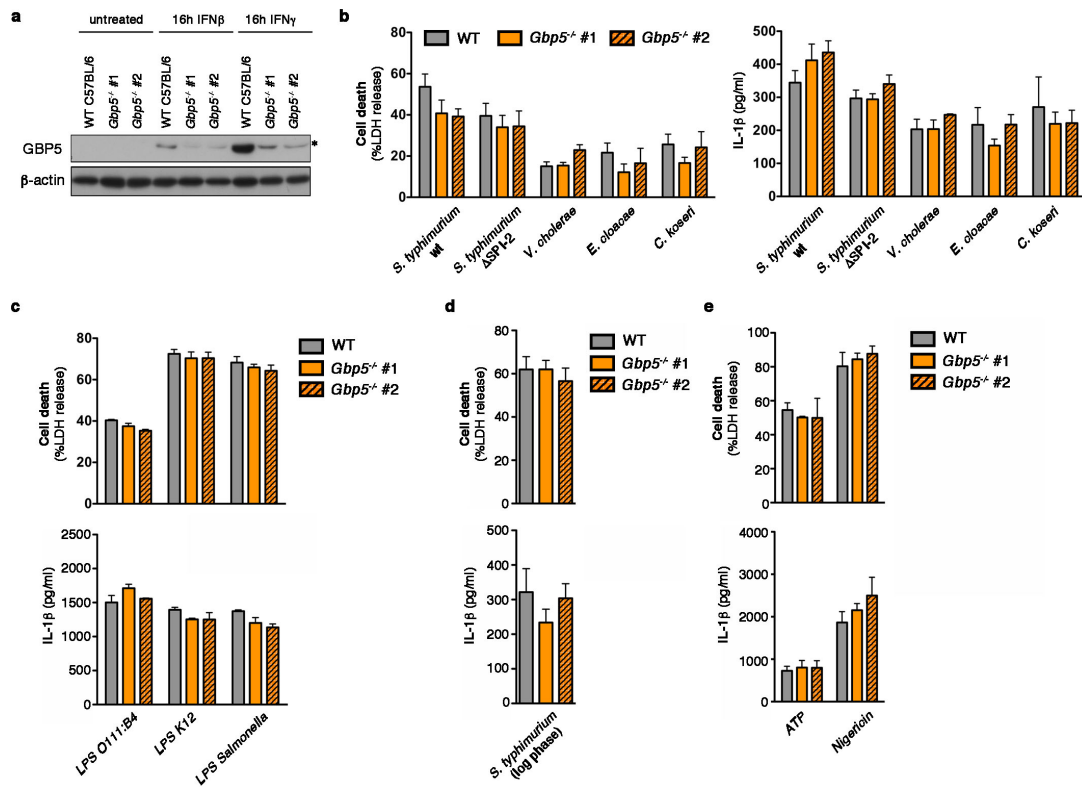 a
untreated
16h IFNβ
16h IFNγ
WT C57BL/6
Gbp5-/- #1
Gbp5-/- #2
WT C57BL/6
Gbp5-/- #1
Gbp5-/- #2
WT C57BL/6
Gbp5-/- #1
Gbp5-/- #2
GBP5
*
β-actin
b
WT
Gbp5-/- #1
Gbp5-/- #2
Cell death
(%LDH release)
80
60
40
20
0
S. typhimurium
wt
S. typhimurium
ΔSPI-2
V. cholerae
E. cloacae
C. koseri
IL-1β (pg/ml)
500
400
300
200
100
0
S. typhimurium
wt
S. typhimurium
ΔSPI-2
V. cholerae
E. cloacae
C. koseri
c
WT
Gbp5-/- #1
Gbp5-/- #2
Cell death
(%LDH release)
80
60
40
20
0
IL-1β (pg/ml)
2500
2000
1500
1000
500
0
LPS O111:B4
LPS K12
LPS Salmonella
d
WT
Gbp5-/- #1
Gbp5-/- #2
Cell death
(%LDH release)
80
60
40
20
0
IL-1β (pg/ml)
500
400
300
200
100
0
S. typhimurium
(log phase)
e
WT
Gbp5-/- #1
Gbp5-/- #2
Cell death
(%LDH release)
100
80
60
40
20
0
IL-1β (pg/ml)
4000
3000
2000
1000
0
ATP
Nigericin